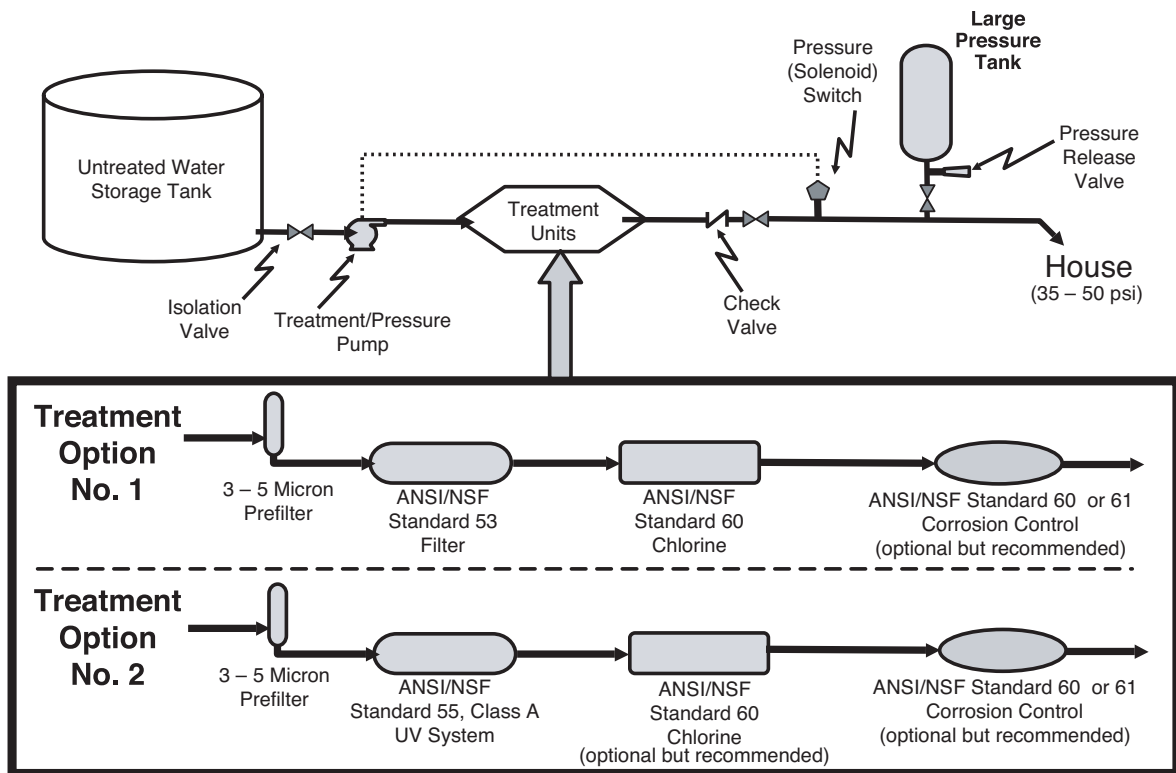 Untreated Water
Storage Tank
Isolation
Valve
Treatment/Pressure
Pump
Treatment
Units
Check
Valve
Pressure
(Solenoid)
Switch
Large
Pressure
Tank
Pressure
Release
Valve
House
(35 – 50 psi)
Treatment
Option
No. 1
3 – 5 Micron
Prefilter
ANSI/NSF
Standard 53
Filter
ANSI/NSF
Standard 60
Chlorine
ANSI/NSF Standard 60 or 61
Corrosion Control
(optional but recommended)
Treatment
Option
No. 2
3 – 5 Micron
Prefilter
ANSI/NSF
Standard 55, Class A
UV System
ANSI/NSF
Standard 60
Chlorine
(optional but recommended)
ANSI/NSF Standard 60 or 61
Corrosion Control
(optional but recommended)